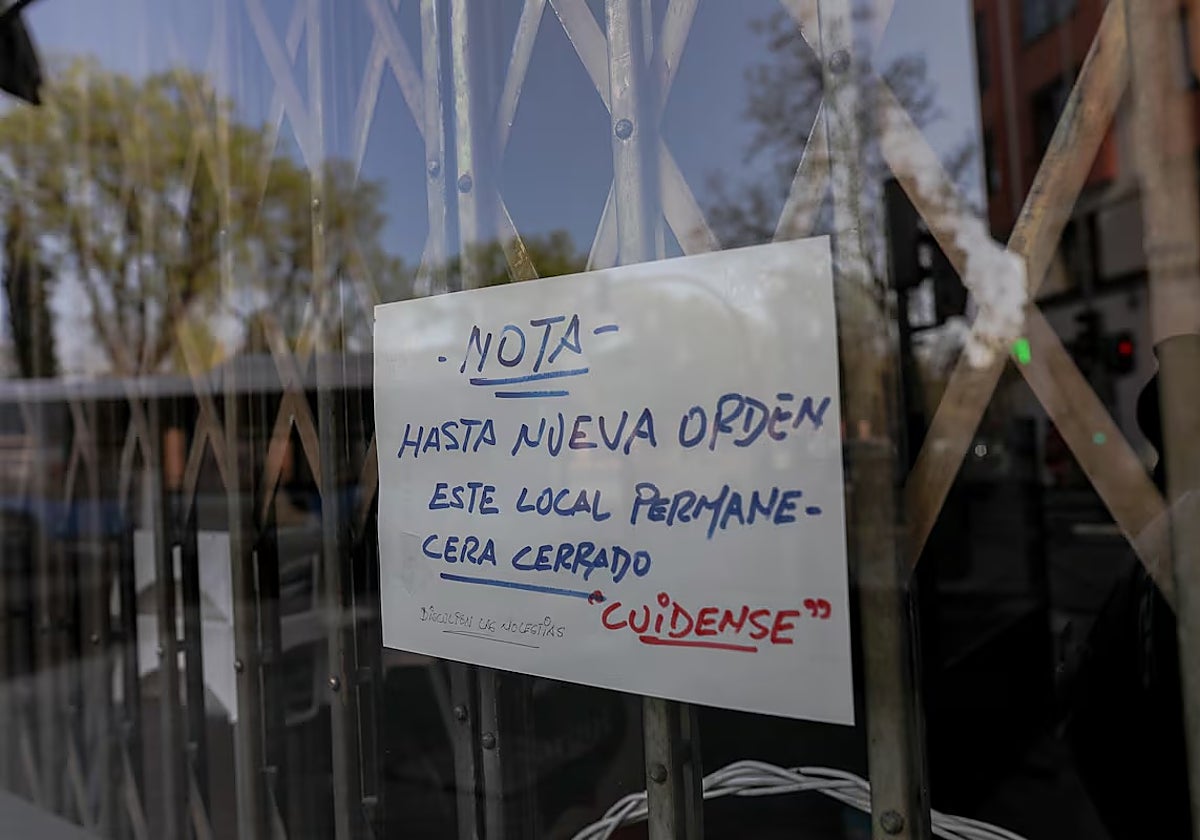 - NOTA -
HASTA NUEVA ORDEN
ESTE LOCAL PERMANE-
CERA CERRADO
DISCULPEN LAS MOLESTIAS
"CUIDENSE"